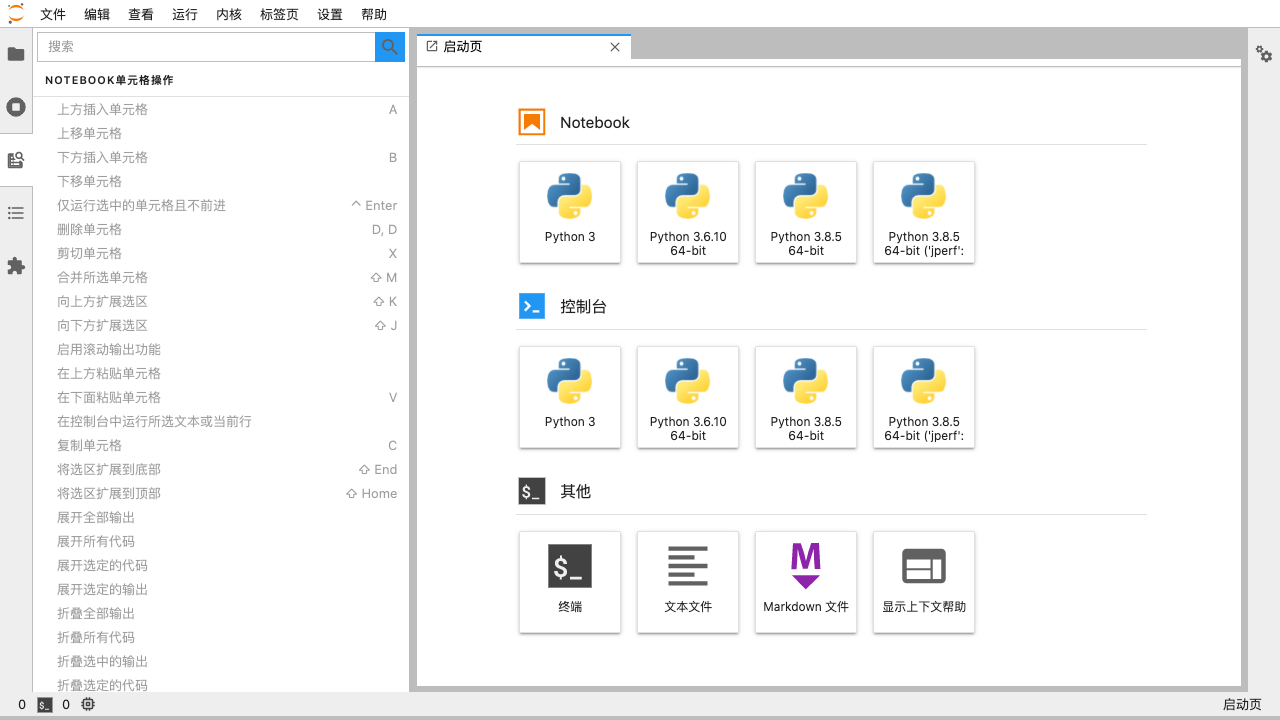 文件 编辑 查看 运行 内核 标签页 设置 帮助
搜索
NOTEBOOK单元格操作
上方插入单元格 A
上移单元格
下方插入单元格 B
下移单元格
仅运行选中的单元格且不前进 ^ Enter
删除单元格 D, D
剪切单元格 X
合并所选单元格 ⇧ M
向上方扩展选区 ⇧ K
向下方扩展选区 ⇧ J
启用滚动输出功能
在上方粘贴单元格
在下面粘贴单元格 V
在控制台中运行所选文本或当前行
复制单元格 C
将选区扩展到底部 ⇧ End
将选区扩展到顶部 ⇧ Home
展开全部输出
展开所有代码
展开选定的代码
展开选定的输出
折叠全部输出
折叠所有代码
折叠选中的输出
折叠选定的代码
启动页
Notebook
Python 3
Python 3.6.10
64-bit
Python 3.8.5
64-bit
Python 3.8.5
64-bit ('jperf':
控制台
Python 3
Python 3.6.10
64-bit
Python 3.8.5
64-bit
Python 3.8.5
64-bit ('jperf':
$_ 其他
$_
终端
文本文件
M
Markdown 文件
显示上下文帮助
0 $_ 0 启动页